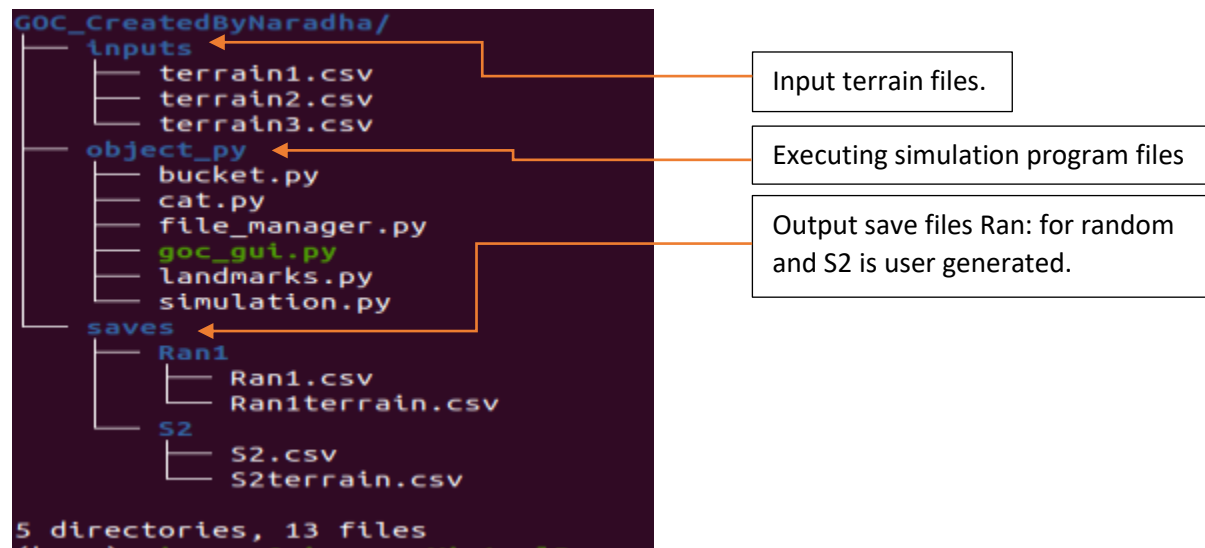 GOC_CreatedByNaradha/
inputs
terrain1.csv
terrain2.csv
terrain3.csv
object_py
bucket.py
cat.py
file_manager.py
goc_gui.py
landmarks.py
simulation.py
saves
Ran1
Ran1.csv
Ran1terrain.csv
S2
S2.csv
S2terrain.csv
5 directories, 13 files
Input terrain files.
Executing simulation program files
Output save files Ran: for random
and S2 is user generated.